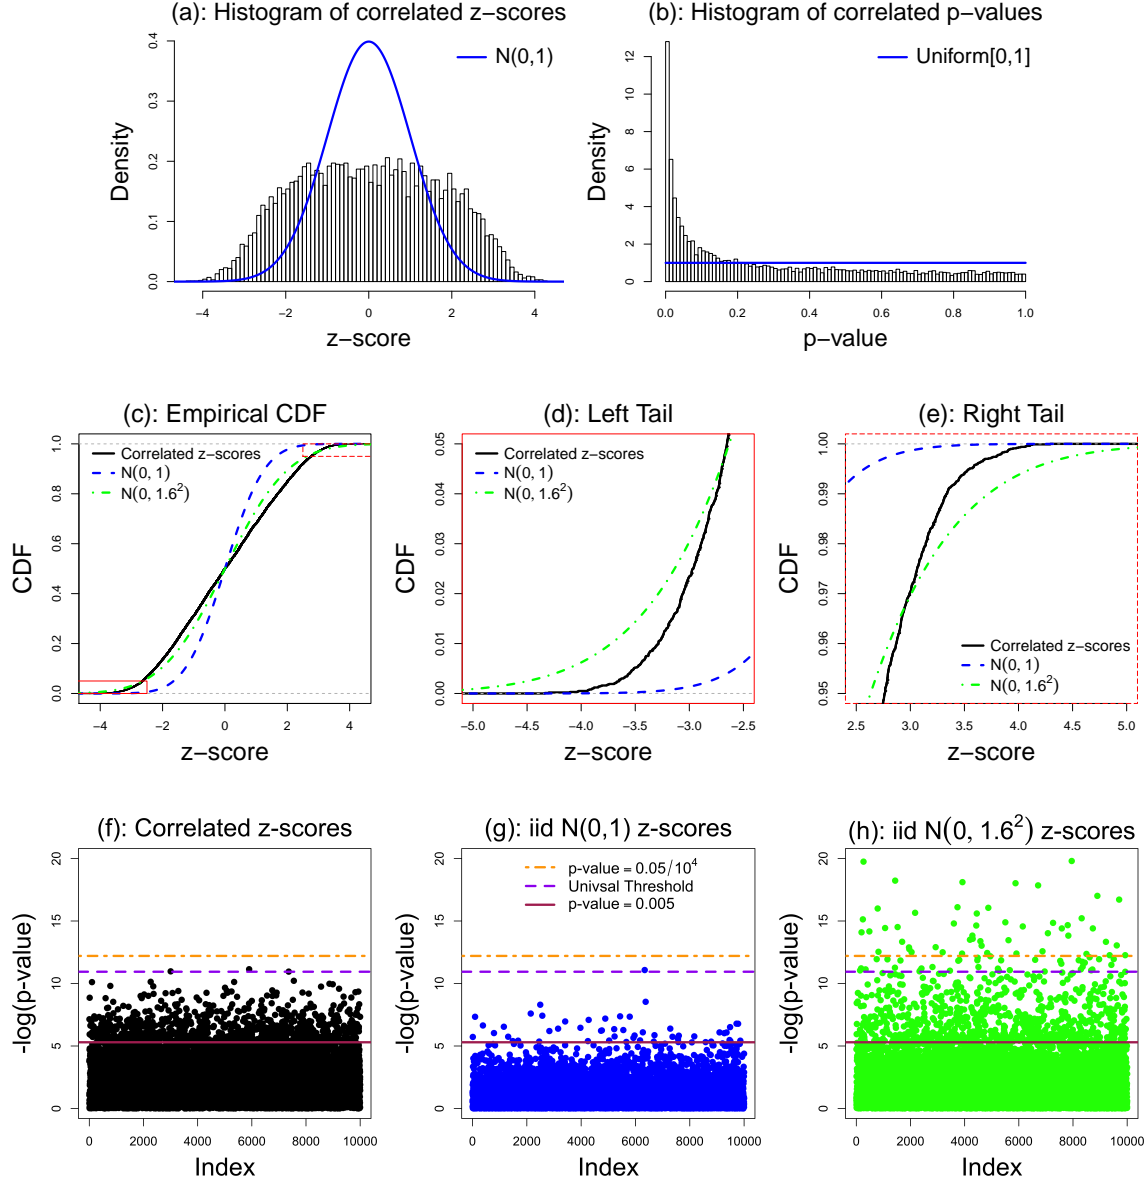 (a): Histogram of correlated z−scores
N(0,1)
Density
0.0 0.1 0.2 0.3 0.4
−4 −2 0 2 4
z−score
(b): Histogram of correlated p−values
Uniform[0,1]
Density
0 2 4 6 8 10 12
0.0 0.2 0.4 0.6 0.8 1.0
p−value
(c): Empirical CDF
Correlated z−scores
N(0, 1)
N(0, 1.6²)
CDF
0.0 0.2 0.4 0.6 0.8 1.0
−4 −2 0 2 4
z−score
(d): Left Tail
Correlated z−scores
N(0, 1)
N(0, 1.6²)
CDF
0.00 0.01 0.02 0.03 0.04 0.05
−5.0 −4.5 −4.0 −3.5 −3.0 −2.5
z−score
(e): Right Tail
Correlated z−scores
N(0, 1)
N(0, 1.6²)
CDF
0.95 0.96 0.97 0.98 0.99 1.00
2.5 3.0 3.5 4.0 4.5 5.0
z−score
(f): Correlated z-scores
-log(p-value)
0 5 10 15 20
0 2000 4000 6000 8000 10000
Index
(g): iid N(0,1) z-scores
p-value = 0.05/10⁴
Univsal Threshold
p-value = 0.005
-log(p-value)
0 5 10 15 20
0 2000 4000 6000 8000 10000
Index
(h): iid N(0, 1.6²) z-scores
-log(p-value)
0 5 10 15 20
0 2000 4000 6000 8000 10000
Index